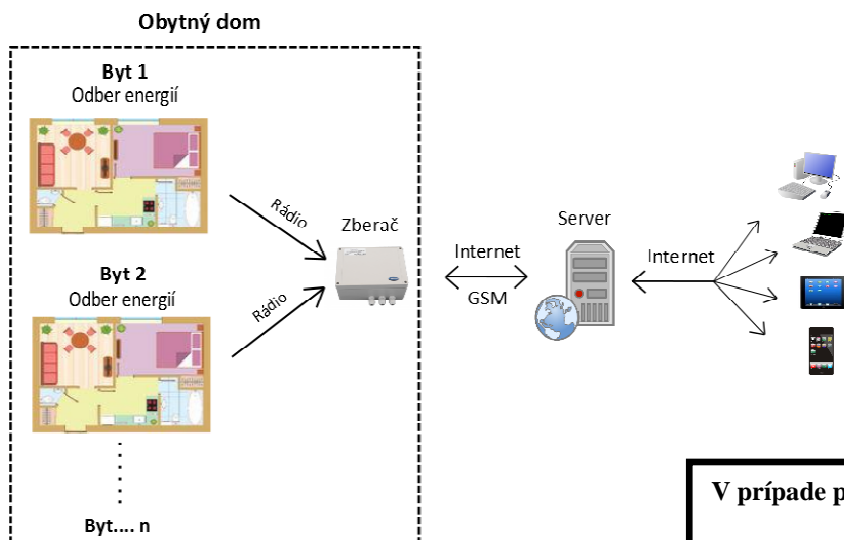 Obytný dom
Byt 1
Odber energií
Rádio
Zberač
Internet
GSM
Server
Internet
Byt 2
Odber energií
Rádio
Byt.... n
V prípade p